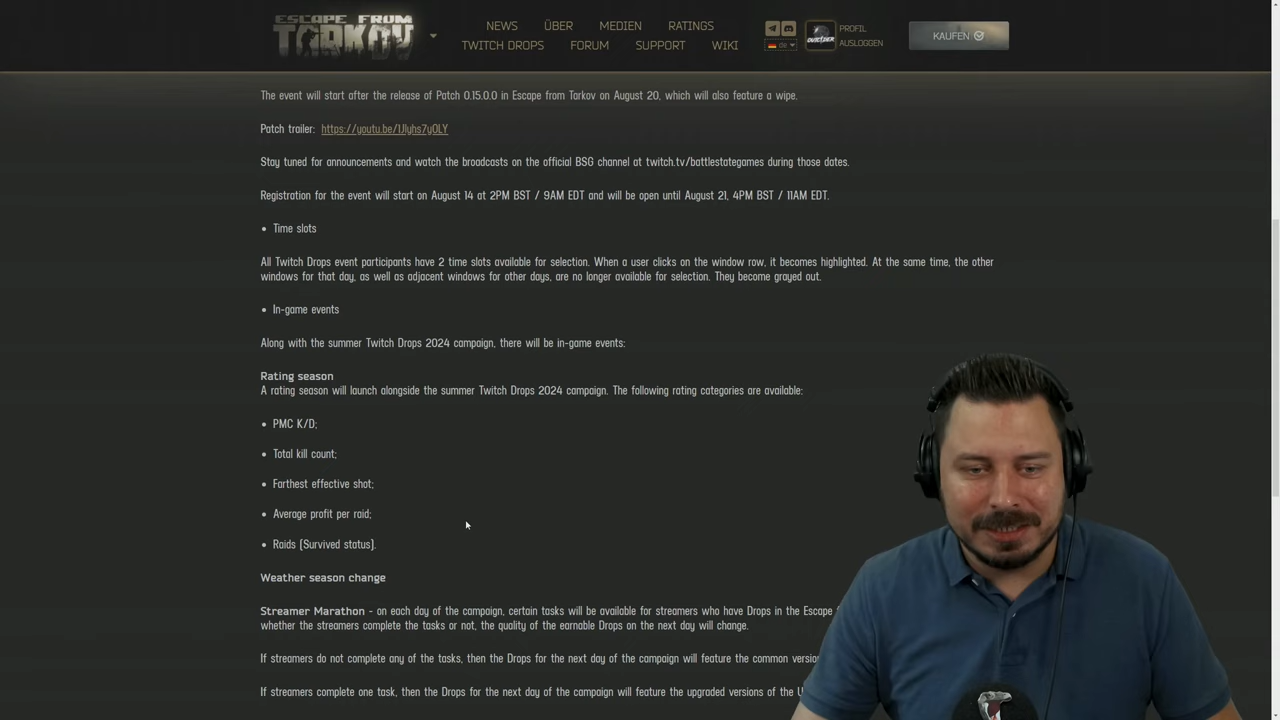 ESCAPE FROM
TARKOV
NEWS ÜBER MEDIEN RATINGS
TWITCH DROPS FORUM SUPPORT WIKI
de
PROFIL
AUSLOGGEN
KAUFEN
The event will start after the release of Patch 0.15.0.0 in Escape from Tarkov on August 20, which will also feature a wipe.
Patch trailer: https://youtu.be/1Jlyhs7yOLY
Stay tuned for announcements and watch the broadcasts on the official BSG channel at twitch.tv/battlestategames during those dates.
Registration for the event will start on August 14 at 2PM BST / 9AM EDT and will be open until August 21, 4PM BST / 11AM EDT.
• Time slots
All Twitch Drops event participants have 2 time slots available for selection. When a user clicks on the window row, it becomes highlighted. At the same time, the other
windows for that day, as well as adjacent windows for other days, are no longer available for selection. They become grayed out.
• In-game events
Along with the summer Twitch Drops 2024 campaign, there will be in-game events:
Rating season
A rating season will launch alongside the summer Twitch Drops 2024 campaign. The following rating categories are available:
• PMC K/D;
• Total kill count;
• Farthest effective shot;
• Average profit per raid;
• Raids (Survived status).
Weather season change
Streamer Marathon - on each day of the campaign, certain tasks will be available for streamers who have Drops in the Escape
whether the streamers complete the tasks or not, the quality of the earnable Drops on the next day will change.
If streamers do not complete any of the tasks, then the Drops for the next day of the campaign will feature the common
If streamers complete one task, then the Drops for the next day of the campaign will feature the upgraded versions of the